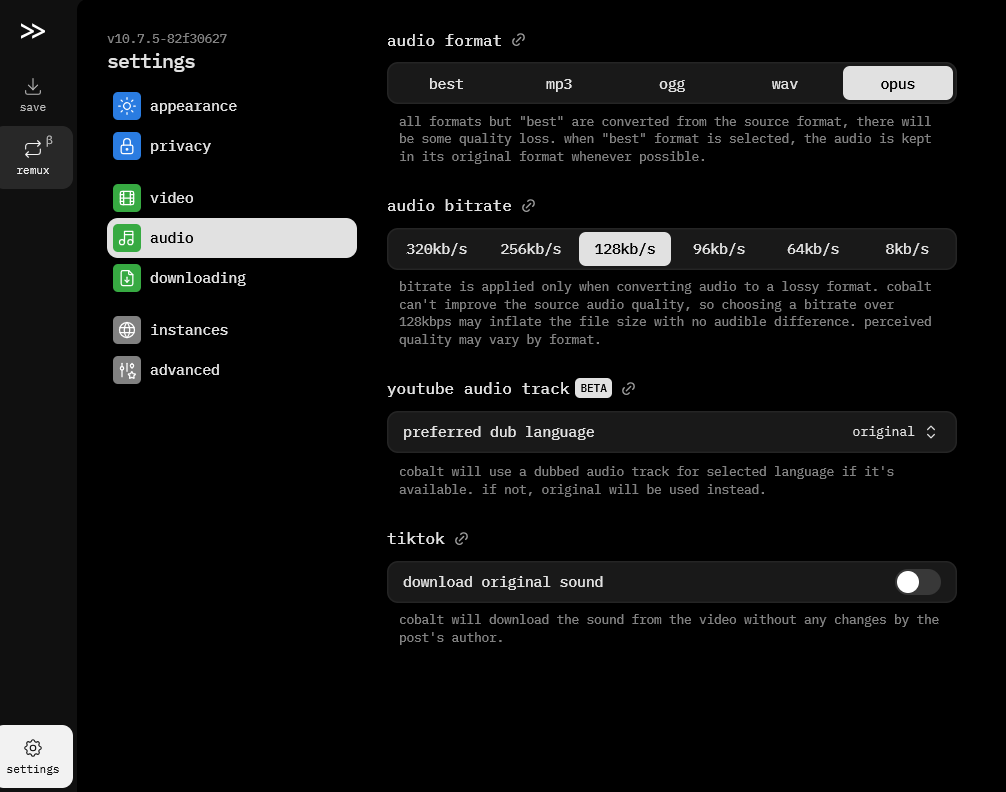 save
remux β
settings
v10.7.5-82f30627
settings
appearance
privacy
video
audio
downloading
instances
advanced
audio format
best mp3 ogg wav opus
all formats but "best" are converted from the source format, there will
be some quality loss. when "best" format is selected, the audio is kept
in its original format whenever possible.
audio bitrate
320kb/s 256kb/s 128kb/s 96kb/s 64kb/s 8kb/s
bitrate is applied only when converting audio to a lossy format. cobalt
can't improve the source audio quality, so choosing a bitrate over
128kbps may inflate the file size with no audible difference. perceived
quality may vary by format.
youtube audio track BETA
preferred dub language original
cobalt will use a dubbed audio track for selected language if it's
available. if not, original will be used instead.
tiktok
download original sound
cobalt will download the sound from the video without any changes by the
post's author.